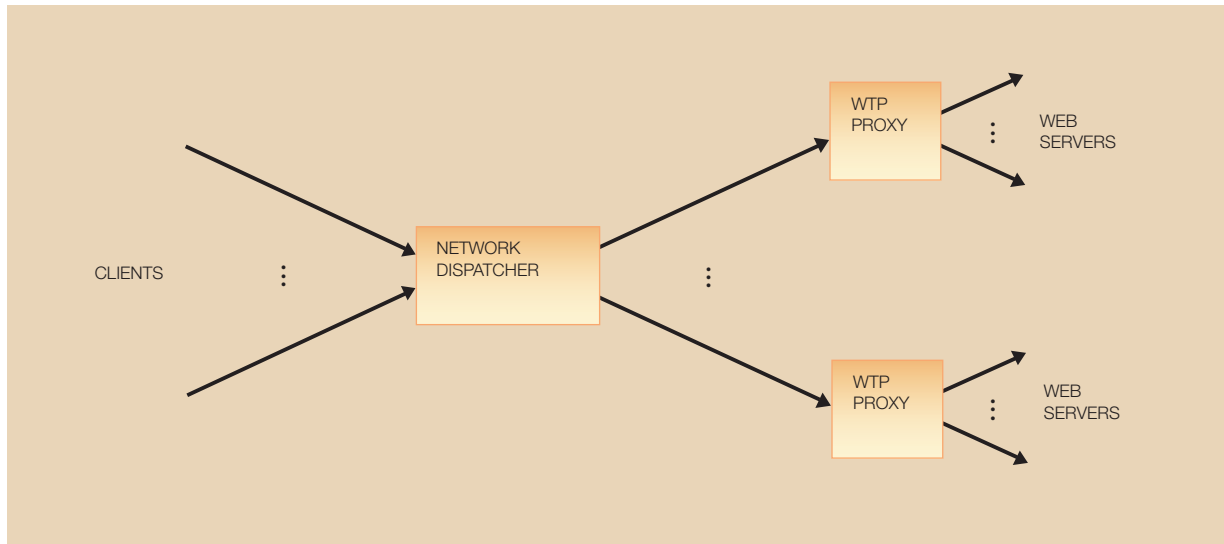 CLIENTS
NETWORK
DISPATCHER
WTP
PROXY
WEB
SERVERS
WTP
PROXY
WEB
SERVERS